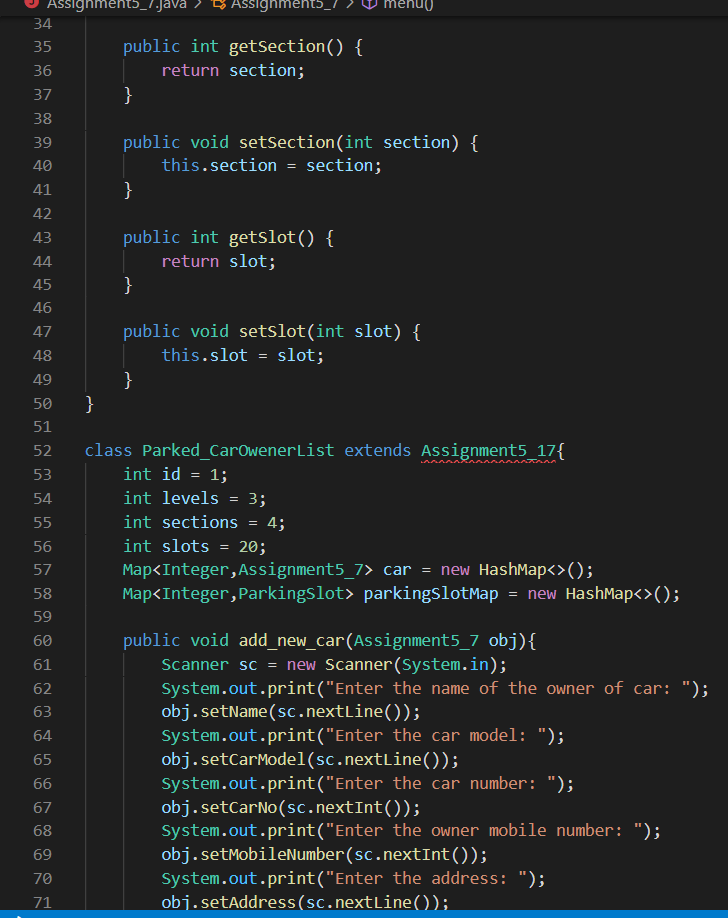 Assignment5_7.java > Assignment5_7 > menu()
34
35 public int getSection() {
36 return section;
37 }
38
39 public void setSection(int section) {
40 this.section = section;
41 }
42
43 public int getSlot() {
44 return slot;
45 }
46
47 public void setSlot(int slot) {
48 this.slot = slot;
49 }
50 }
51
52 class Parked_CarOwenerList extends Assignment5_17{
53 int id = 1;
54 int levels = 3;
55 int sections = 4;
56 int slots = 20;
57 Map<Integer,Assignment5_7> car = new HashMap<>();
58 Map<Integer,ParkingSlot> parkingSlotMap = new HashMap<>();
59
60 public void add_new_car(Assignment5_7 obj){
61 Scanner sc = new Scanner(System.in);
62 System.out.print("Enter the name of the owner of car: ");
63 obj.setName(sc.nextLine());
64 System.out.print("Enter the car model: ");
65 obj.setCarModel(sc.nextLine());
66 System.out.print("Enter the car number: ");
67 obj.setCarNo(sc.nextInt());
68 System.out.print("Enter the owner mobile number: ");
69 obj.setMobileNumber(sc.nextInt());
70 System.out.print("Enter the address: ");
71 obj.setAddress(sc.nextLine());